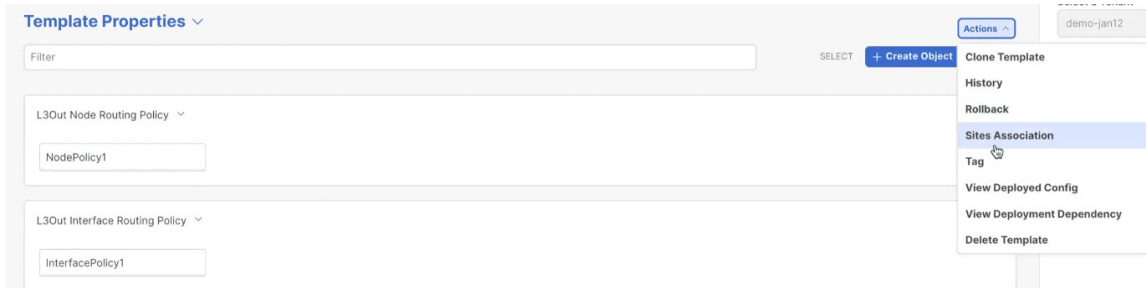 Template Properties
Actions
demo-jan12
Filter
SELECT
+ Create Object
Clone Template
History
Rollback
Sites Association
Tag
View Deployed Config
View Deployment Dependency
Delete Template
L3Out Node Routing Policy
NodePolicy1
L3Out Interface Routing Policy
InterfacePolicy1